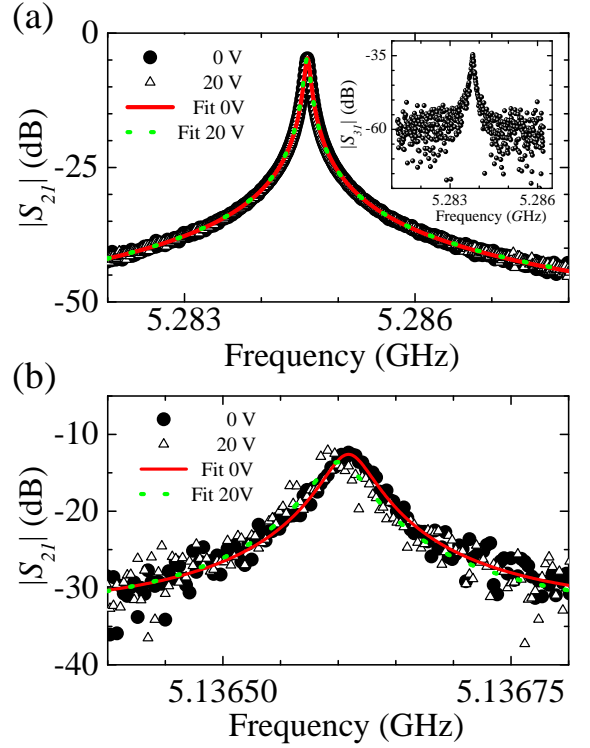 (a)
0
-25
-50
|S21| (dB)
0 V
20 V
Fit 0V
Fit 20 V
-35
-60
|S31| (dB)
5.283
5.286
Frequency (GHz)
5.283
5.286
Frequency (GHz)
(b)
-10
-20
-30
-40
|S21| (dB)
0 V
20 V
Fit 0V
Fit 20V
5.13650
5.13675
Frequency (GHz)